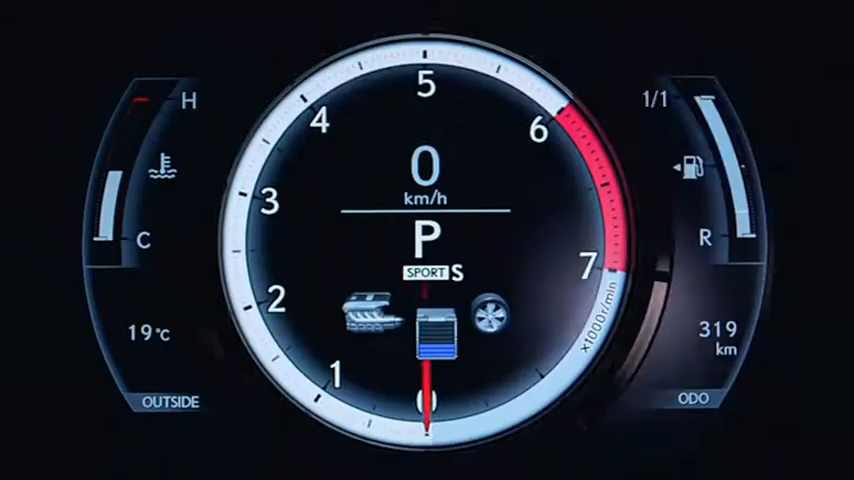 H
C
19°C
OUTSIDE
5
4
6
3
0
km/h
P
SPORT S
7
2
x1000r/min
1
0
1/1
R
319
km
ODO